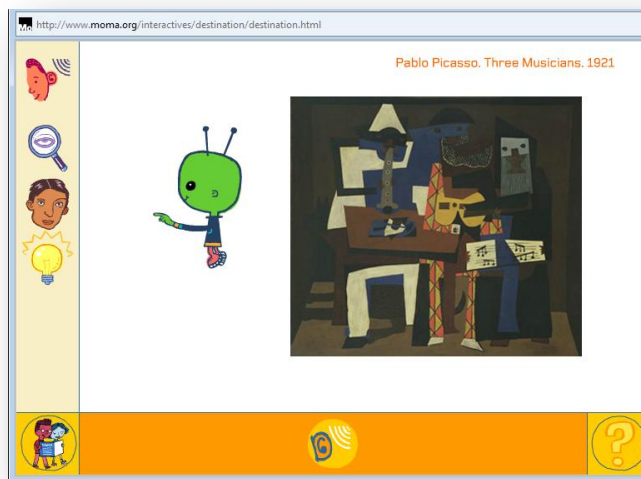 http://www.moma.org/interactives/destination/destination.html
Pablo Picasso. Three Musicians. 1921
?